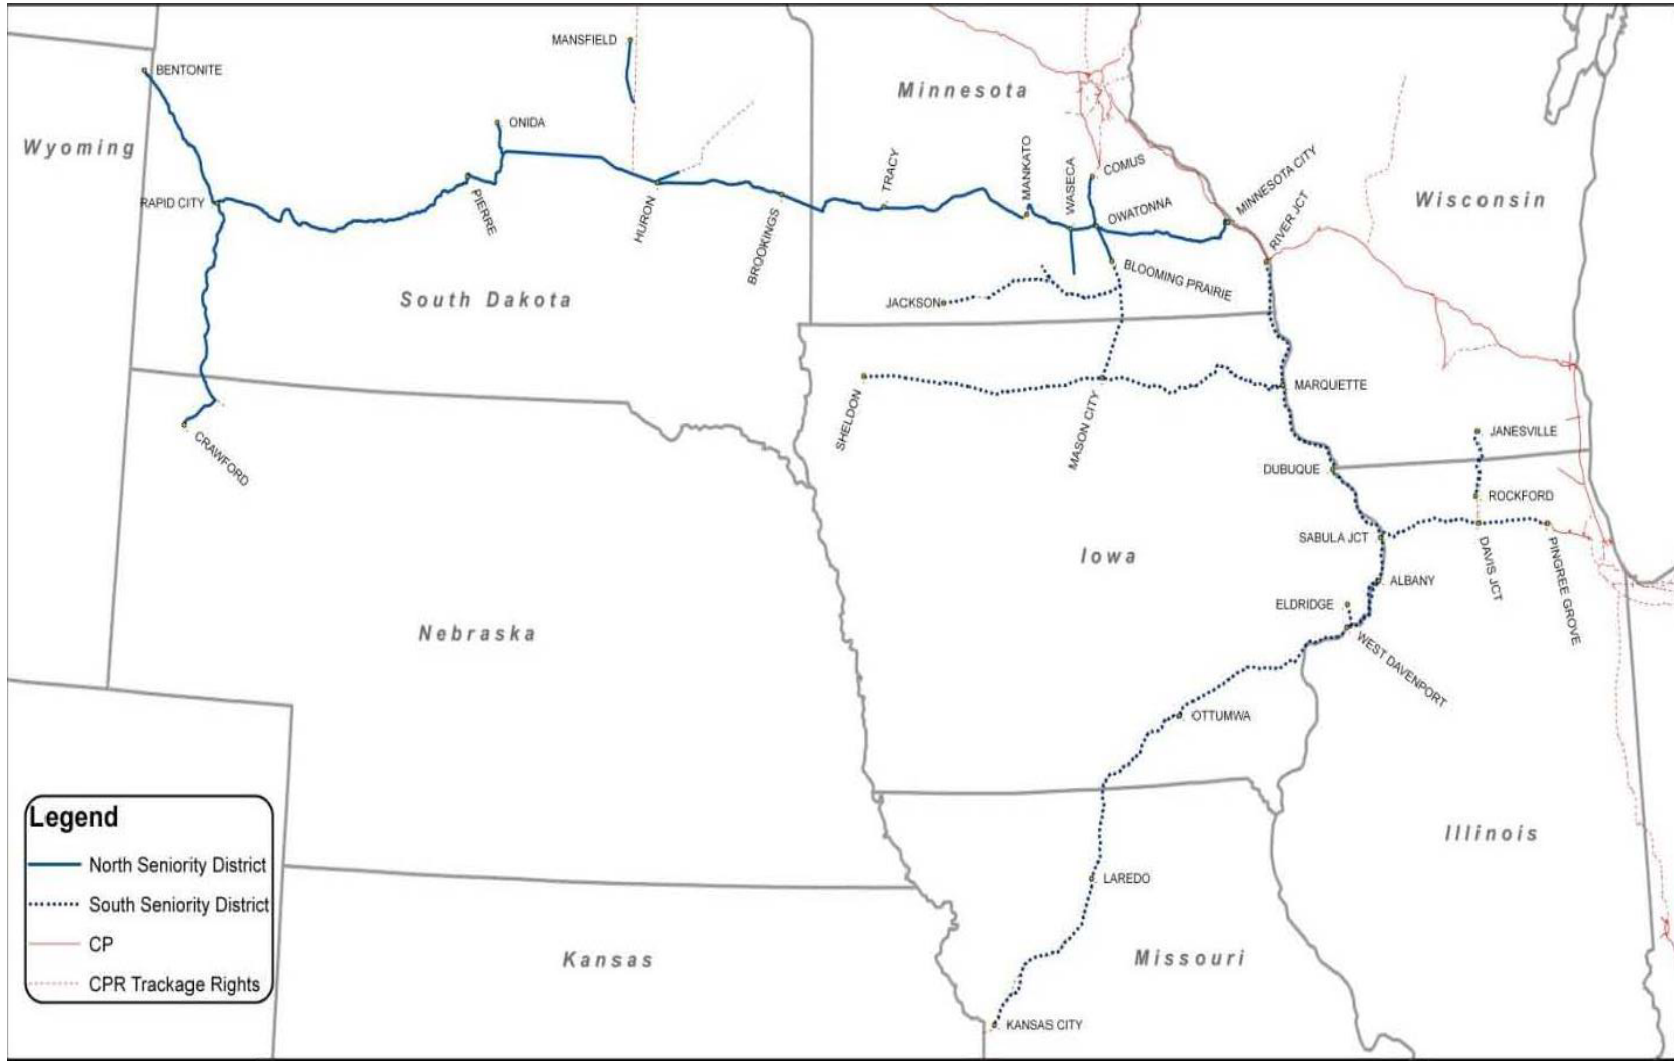 MANSFIELD
BENTONITE
Minnesota
ONIDA
Wyoming
MANKATO
TRACY
WASECA
COMUS
MINNESOTA CITY
RAPID CITY
PIERRE
HURON
BROOKINGS
OWATONNA
RIVER JCT
Wisconsin
BLOOMING PRAIRIE
South Dakota
JACKSON
SHELDON
MASON CITY
MARQUETTE
CRAWFORD
JANESVILLE
DUBUQUE
ROCKFORD
SABULA JCT
DAVIS JCT
PINGREE GROVE
Iowa
ALBANY
ELDRIDGE
Nebraska
WEST DAVENPORT
OTTUMWA
Legend
North Seniority District
South Seniority District
CP
CPR Trackage Rights
Illinois
LAREDO
Kansas
Missouri
KANSAS CITY